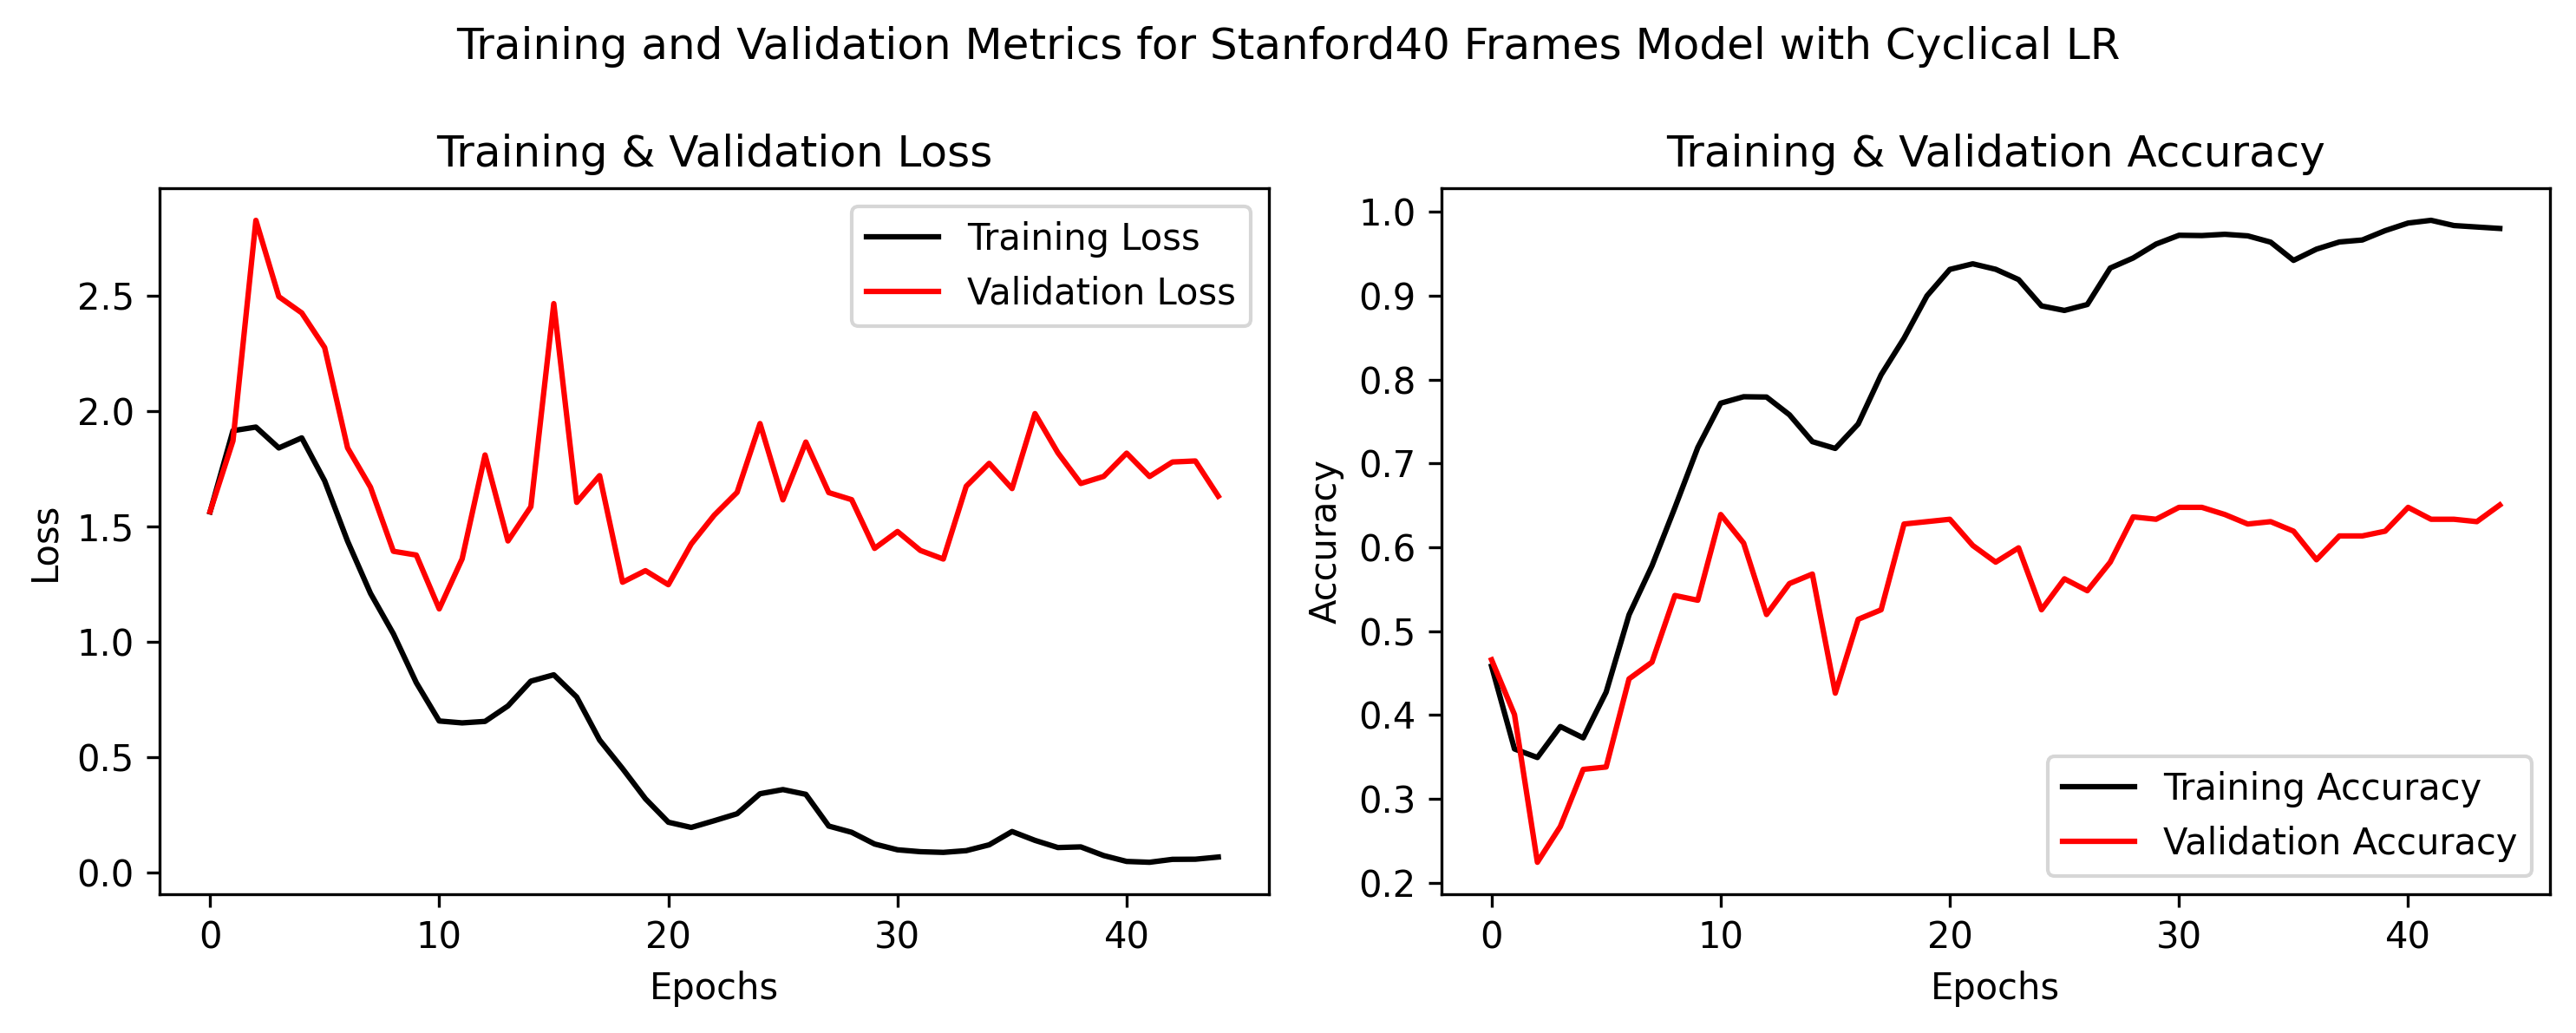 Training and Validation Metrics for Stanford40 Frames Model with Cyclical LR
Training & Validation Loss
Training Loss
Validation Loss
2.5
2.0
1.5
1.0
0.5
0.0
Loss
0 10 20 30 40
Epochs
Training & Validation Accuracy
1.0
0.9
0.8
0.7
0.6
0.5
0.4
0.3
0.2
Accuracy
Training Accuracy
Validation Accuracy
0 10 20 30 40
Epochs